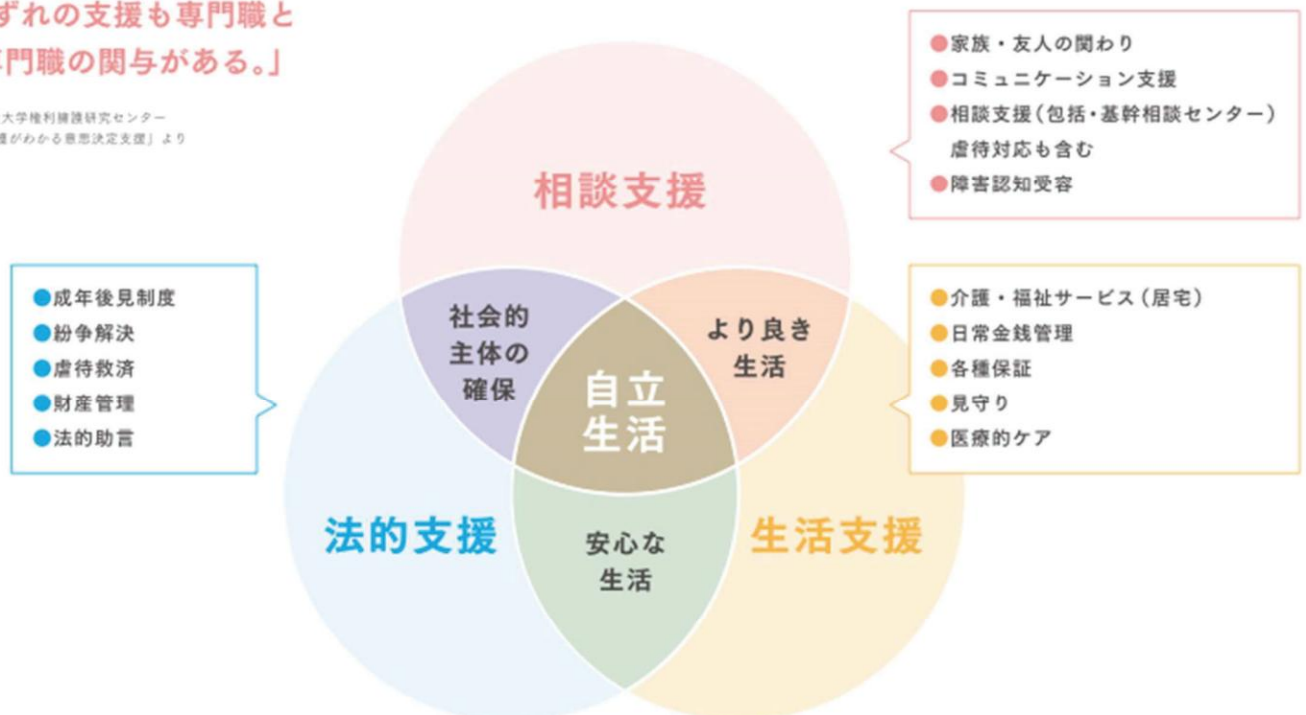 ずれの支援も専門職と
門職の関与がある。」
大学権利擁護研究センター
がわかる意思決定支援」より
●家族・友人の関わり
●コミュニケーション支援
●相談支援(包括・基幹相談センター)
虐待対応も含む
●障害認知受容
相談支援
●成年後見制度
●紛争解決
●虐待救済
●財産管理
●法的助言
社会的
主体の
確保
より良き
生活
自立
生活
●介護・福祉サービス(居宅)
●日常金銭管理
●各種保証
●見守り
●医療的ケア
法的支援
安心な
生活
生活支援